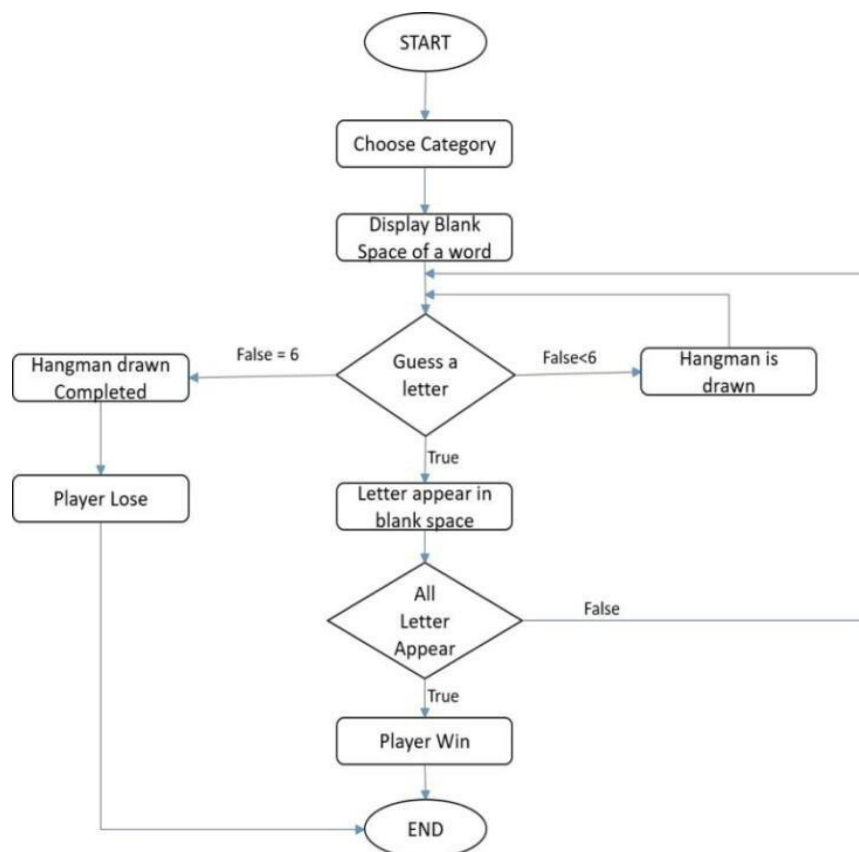 START
Choose Category
Display Blank
Space of a word
False = 6
Guess a
letter
False<6
Hangman is
drawn
Hangman drawn
Completed
True
Player Lose
Letter appear in
blank space
All
Letter
Appear
False
True
Player Win
END